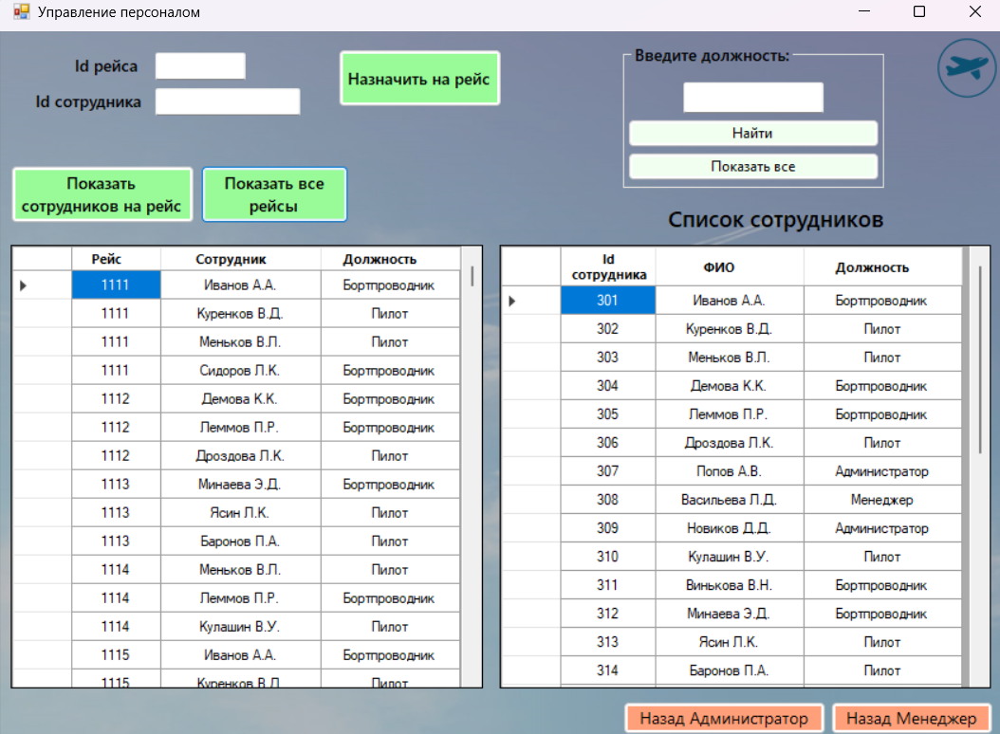 Управление персоналом
Id рейса
Id сотрудника
Назначить на рейс
Введите должность:
Найти
Показать все
Показать
сотрудников на рейс
Показать все
рейсы
Список сотрудников
Рейс Сотрудник Должность
1111 Иванов А.А. Бортпроводник
1111 Куренков В.Д. Пилот
1111 Меньков В.Л. Пилот
1111 Сидоров Л.К. Бортпроводник
1112 Демова К.К. Бортпроводник
1112 Леммов П.Р. Бортпроводник
1112 Дроздова Л.К. Пилот
1113 Минаева Э.Д. Бортпроводник
1113 Ясин Л.К. Пилот
1113 Баронов П.А. Пилот
1114 Меньков В.Л. Пилот
1114 Леммов П.Р. Бортпроводник
1114 Кулашин В.У. Пилот
1115 Иванов А.А. Бортпроводник
1115 Куренков В.Д. Пилот
Id
сотрудника ФИО Должность
301 Иванов А.А. Бортпроводник
302 Куренков В.Д. Пилот
303 Меньков В.Л. Пилот
304 Демова К.К. Бортпроводник
305 Леммов П.Р. Бортпроводник
306 Дроздова Л.К. Пилот
307 Попов А.В. Администратор
308 Васильева Л.Д. Менеджер
309 Новиков Д.Д. Администратор
310 Кулашин В.У. Пилот
311 Винькова В.Н. Бортпроводник
312 Минаева Э.Д. Бортпроводник
313 Ясин Л.К. Пилот
314 Баронов П.А. Пилот
Назад Администратор
Назад Менеджер